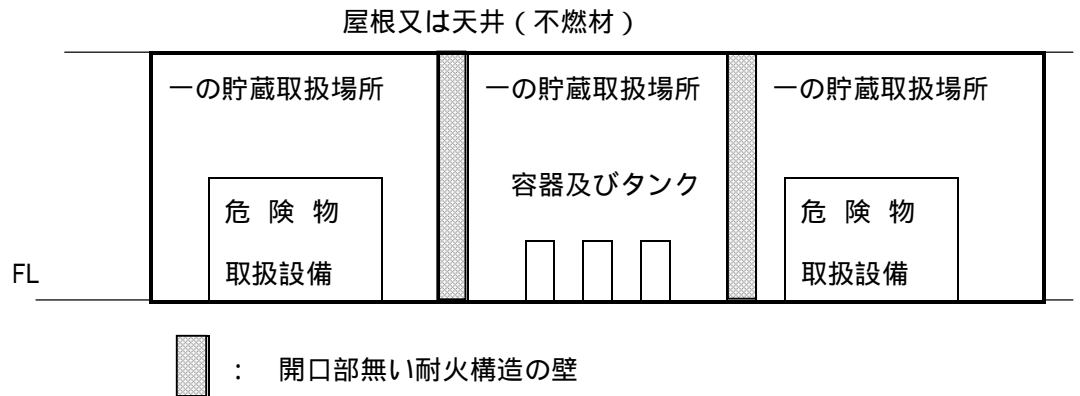 屋根又は天井（不燃材）
一の貯蔵取扱場所
一の貯蔵取扱場所
一の貯蔵取扱場所
容器及びタンク
危険物
取扱設備
危険物
取扱設備
FL
： 開口部無い耐火構造の壁